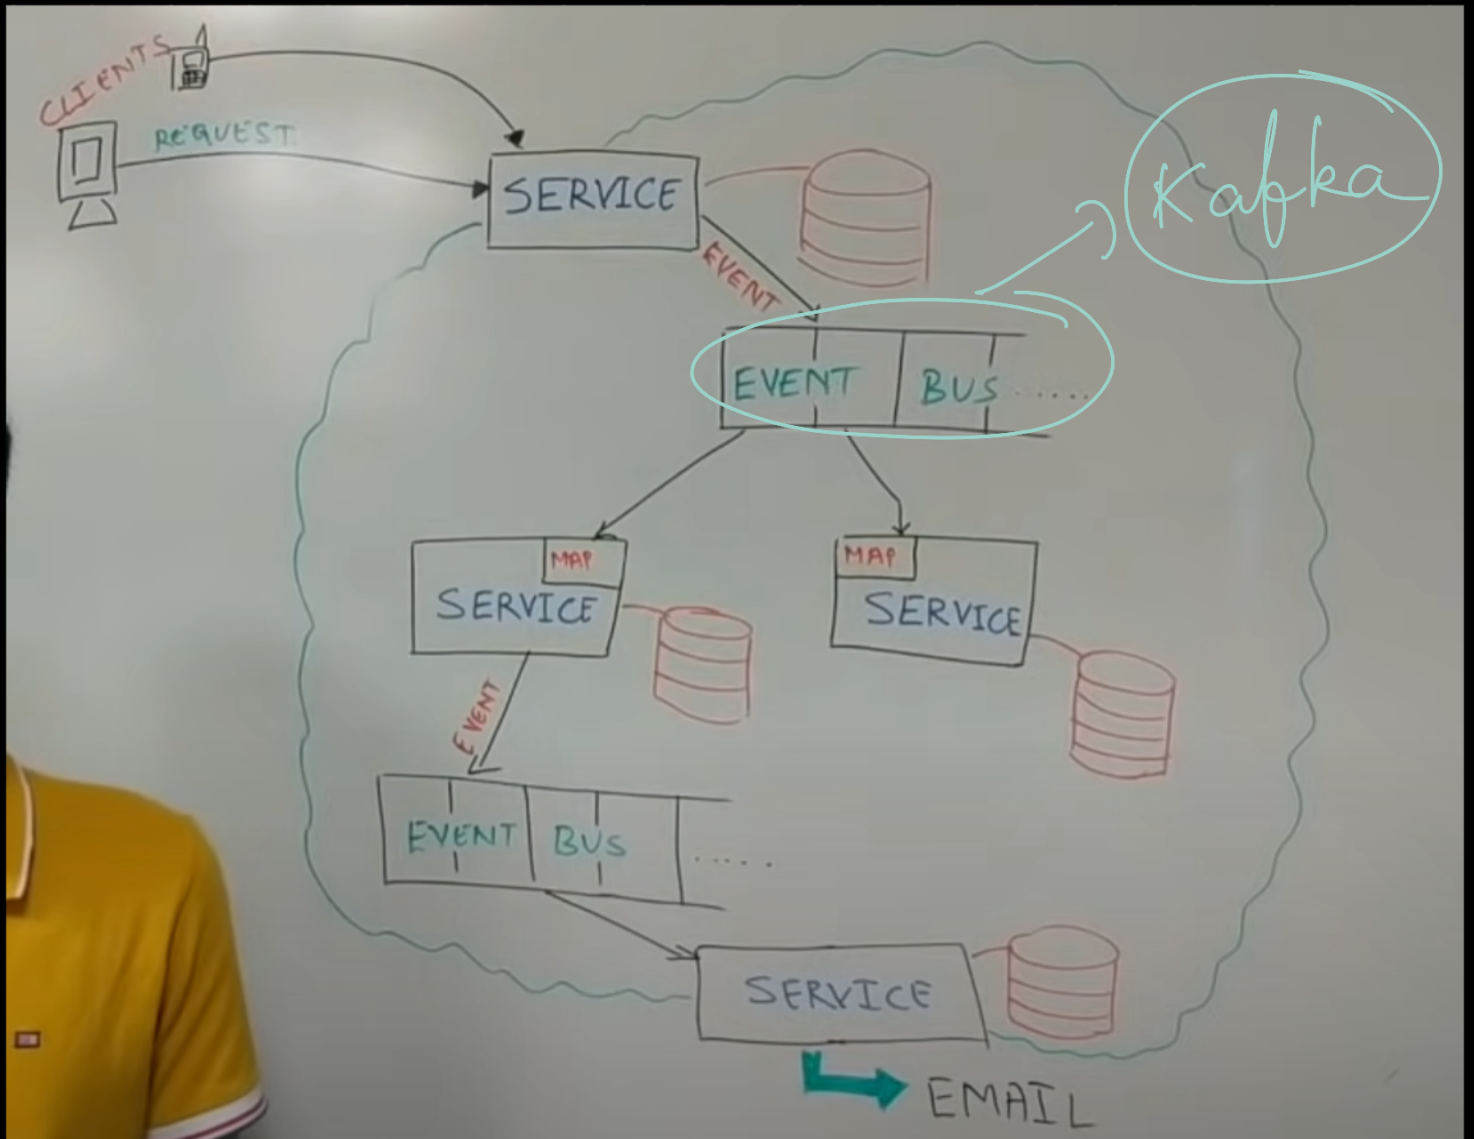 CLIENTS
REQUEST
Kafka
SERVICE
EVENT
EVENT BUS .....
MAP
SERVICE
MAP
SERVICE
EVENT
EVENT BUS .....
SERVICE
EMAIL